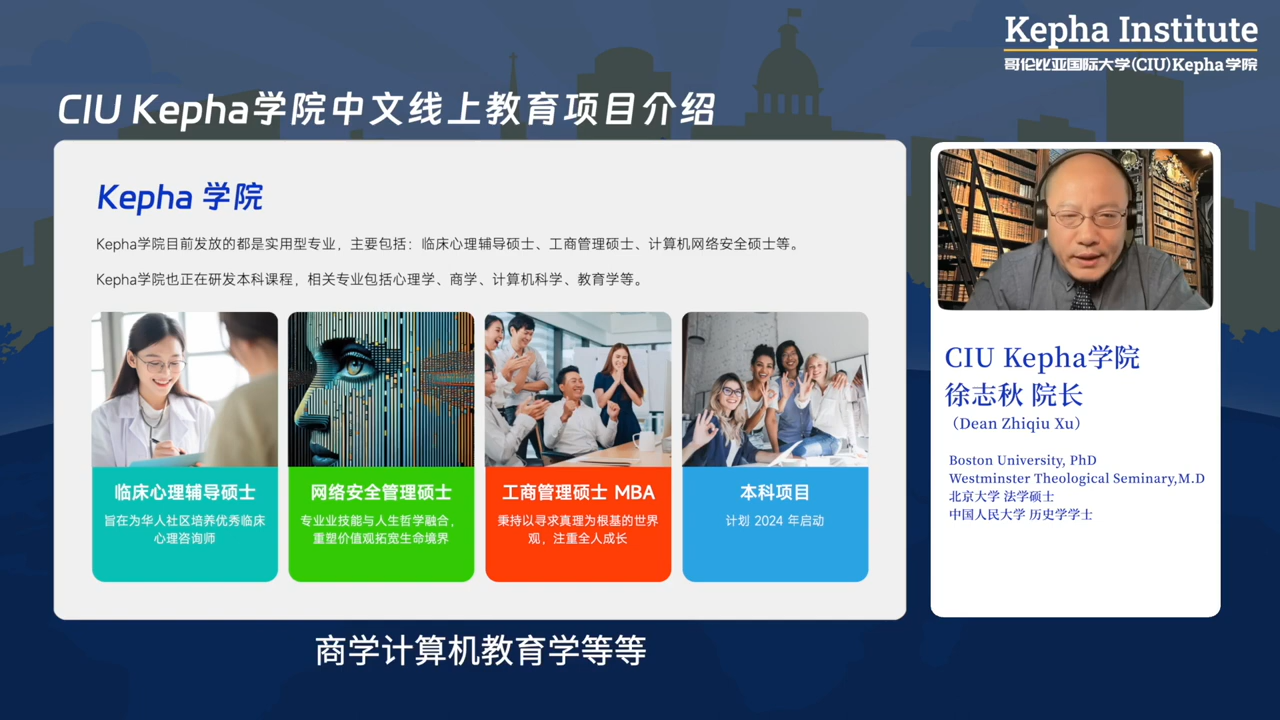 Kepha Institute
哥伦比亚国际大学(CIU)Kepha学院
CIU Kepha学院中文线上教育项目介绍
Kepha 学院
Kepha学院目前发放的都是实用型专业，主要包括：临床心理辅导硕士、工商管理硕士、计算机网络安全硕士等。
Kepha学院也正在研发本科课程，相关专业包括心理学、商学、计算机科学、教育学等。
临床心理辅导硕士
旨在为华人社区培养优秀临床
心理咨询师
网络安全管理硕士
专业业技能与人生哲学融合，
重塑价值观拓宽生命境界
工商管理硕士 MBA
秉持以寻求真理为根基的世界
观，注重全人成长
本科项目
计划 2024 年启动
CIU Kepha学院
徐志秋 院长
（Dean Zhiqiu Xu）
Boston University, PhD
Westminster Theological Seminary,M.D
北京大学 法学硕士
中国人民大学 历史学学士
商学计算机教育学等等